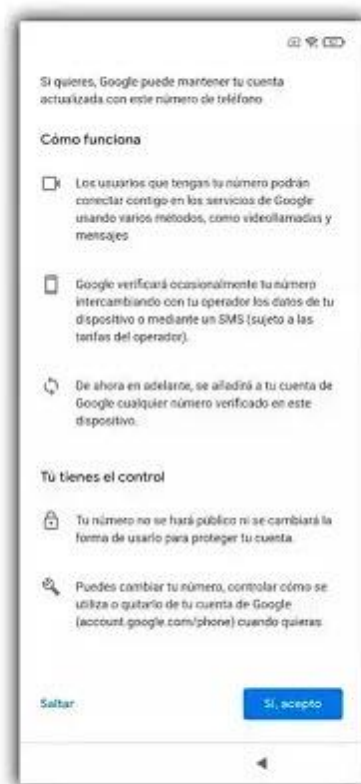 Si quieres, Google puede mantener tu cuenta
actualizada con este número de teléfono
Cómo funciona
Los usuarios que tengan tu número podrán
conectar contigo en los servicios de Google
usando varios métodos, como videollamadas y
mensajes
Google verificará ocasionalmente tu número
intercambiando con tu operador los datos de tu
dispositivo o mediante un SMS (sujeto a las
tarifas del operador).
De ahora en adelante, se añadirá a tu cuenta de
Google cualquier número verificado en este
dispositivo.
Tú tienes el control
Tu número no se hará público ni se cambiará la
forma de usarlo para proteger tu cuenta.
Puedes cambiar tu número, controlar cómo se
utiliza o quitarlo de tu cuenta de Google
(account.google.com/phone) cuando quieras
Saltar
Sí, acepto